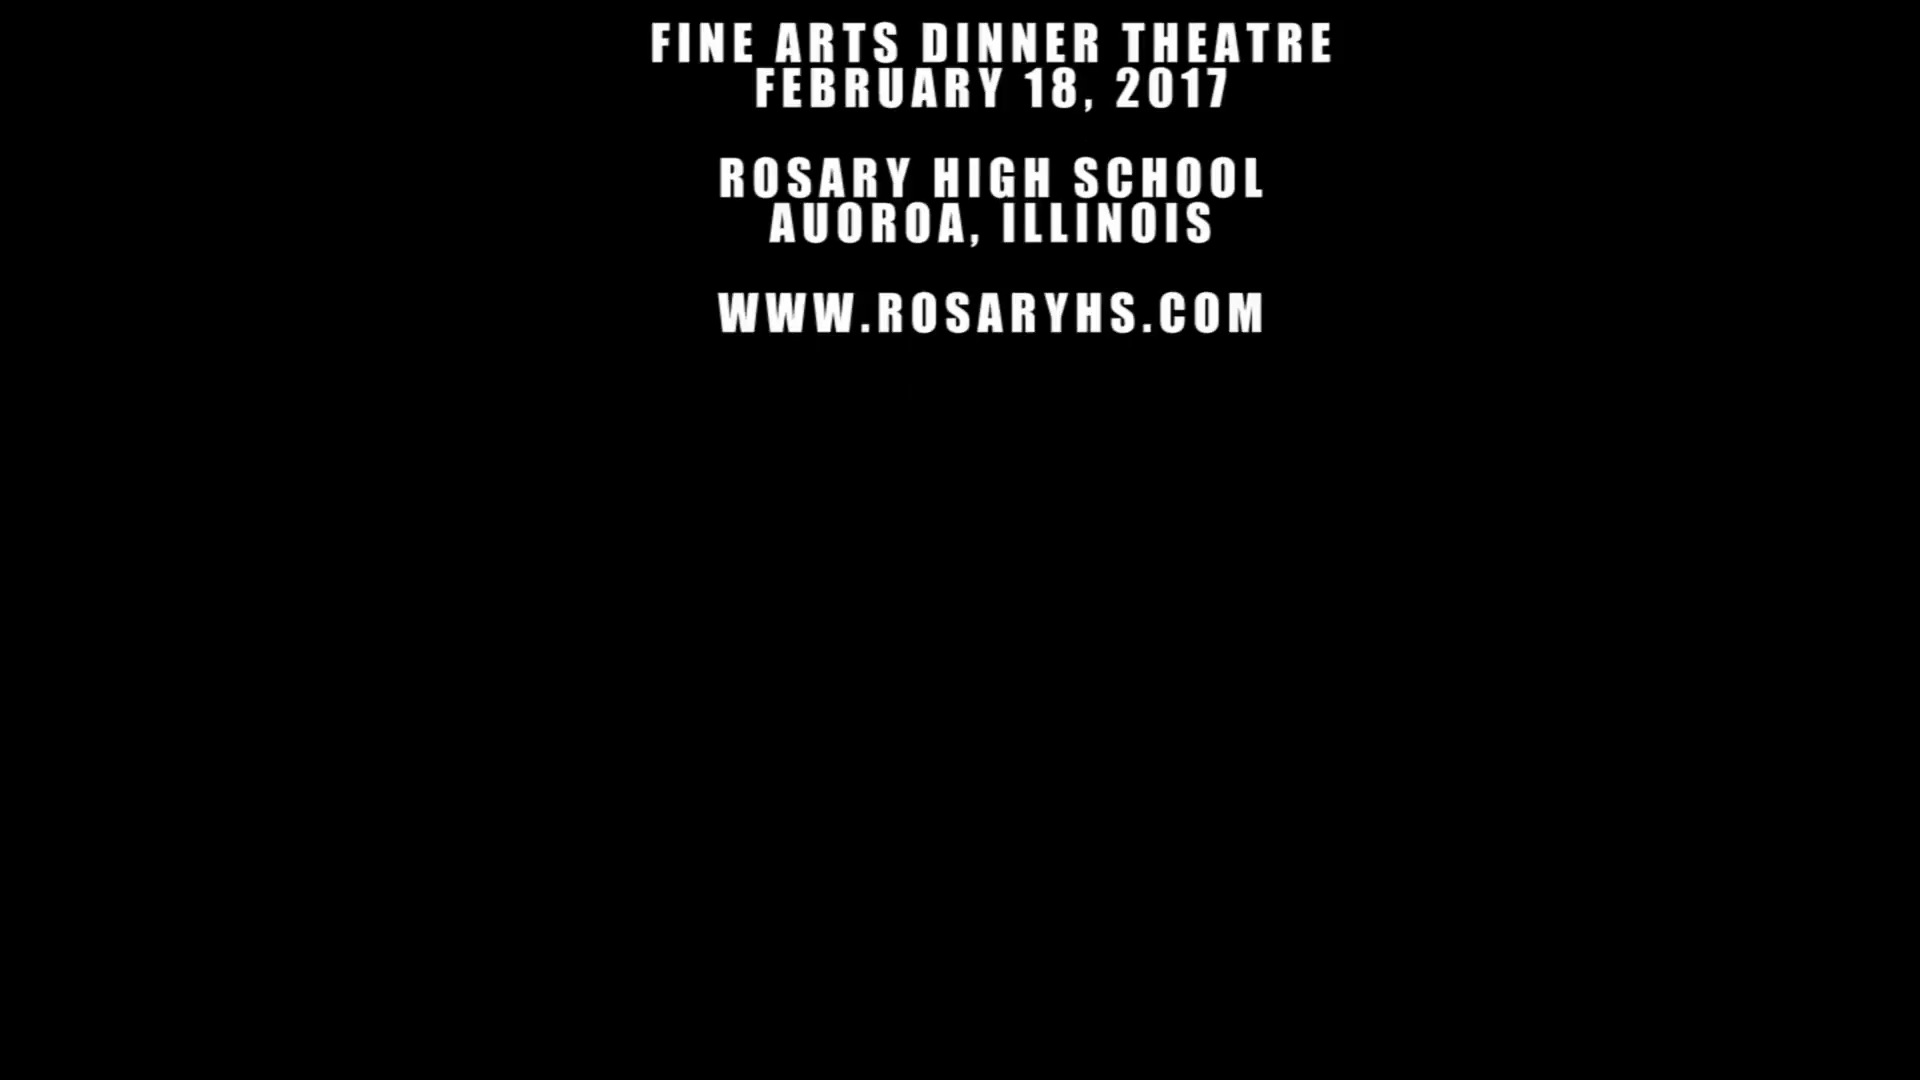 FINE ARTS DINNER THEATRE
FEBRUARY 18, 2017
ROSARY HIGH SCHOOL
AUOROA, ILLINOIS
WWW.ROSARYHS.COM